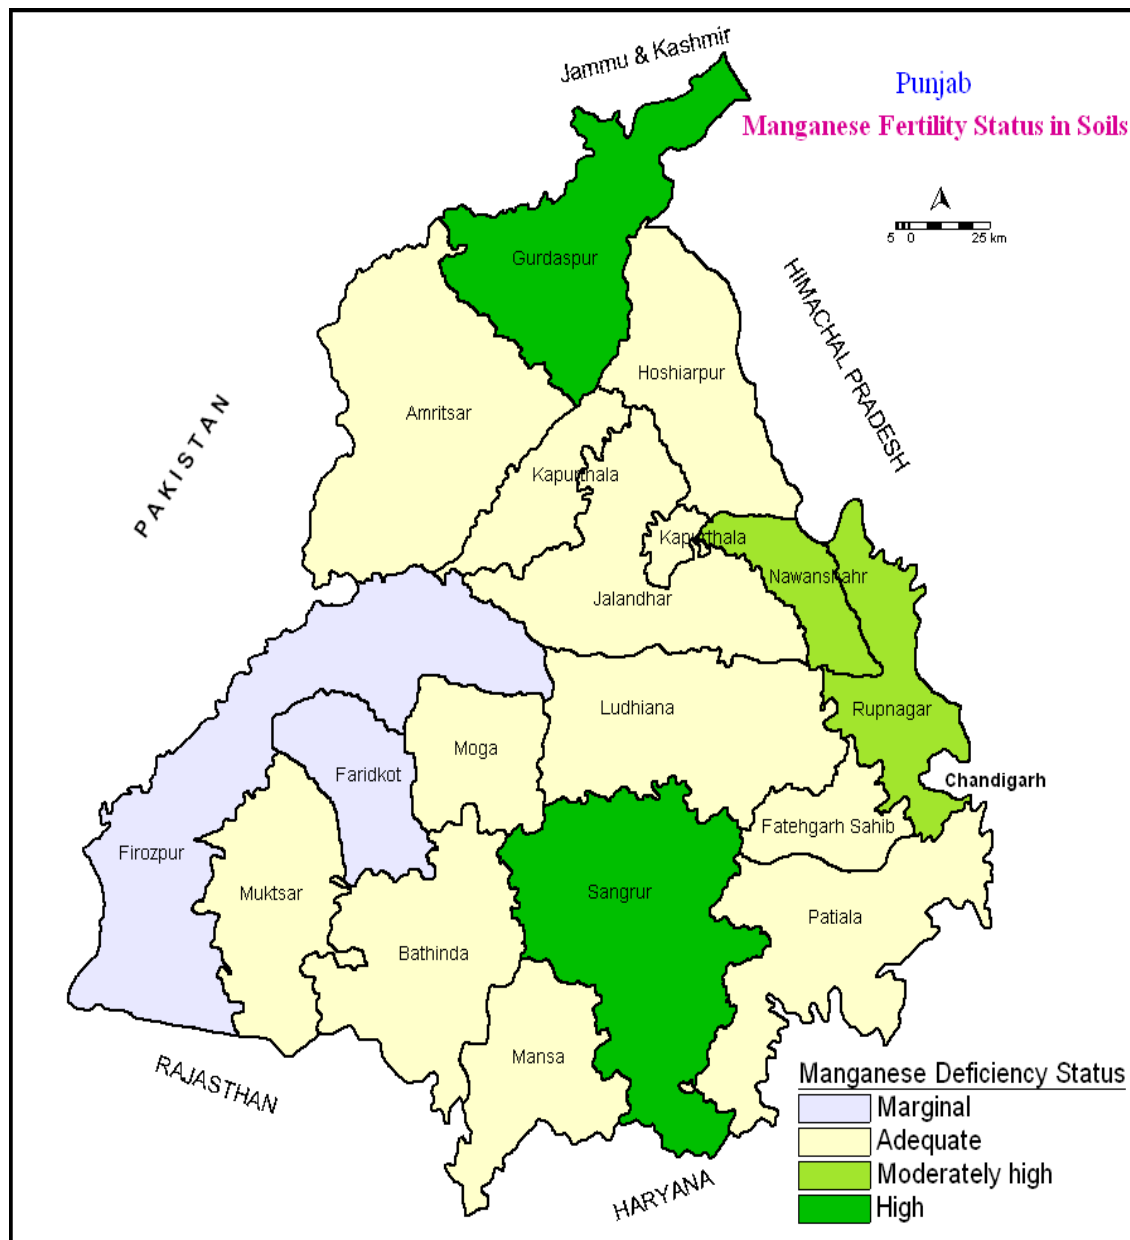 Jammu & Kashmir
Punjab
Manganese Fertility Status in Soils
5 0 25 km
Gurdaspur
HIMACHAL PRADESH
Hoshiarpur
PAKISTAN
Amritsar
Kapurthala
Kapurthala
Nawanshahr
Jalandhar
Ludhiana
Rupnagar
Moga
Faridkot
Chandigarh
Fatehgarh Sahib
Firozpur
Muktsar
Sangrur
Patiala
Bathinda
Mansa
RAJASTHAN
HARYANA
Manganese Deficiency Status
Marginal
Adequate
Moderately high
High